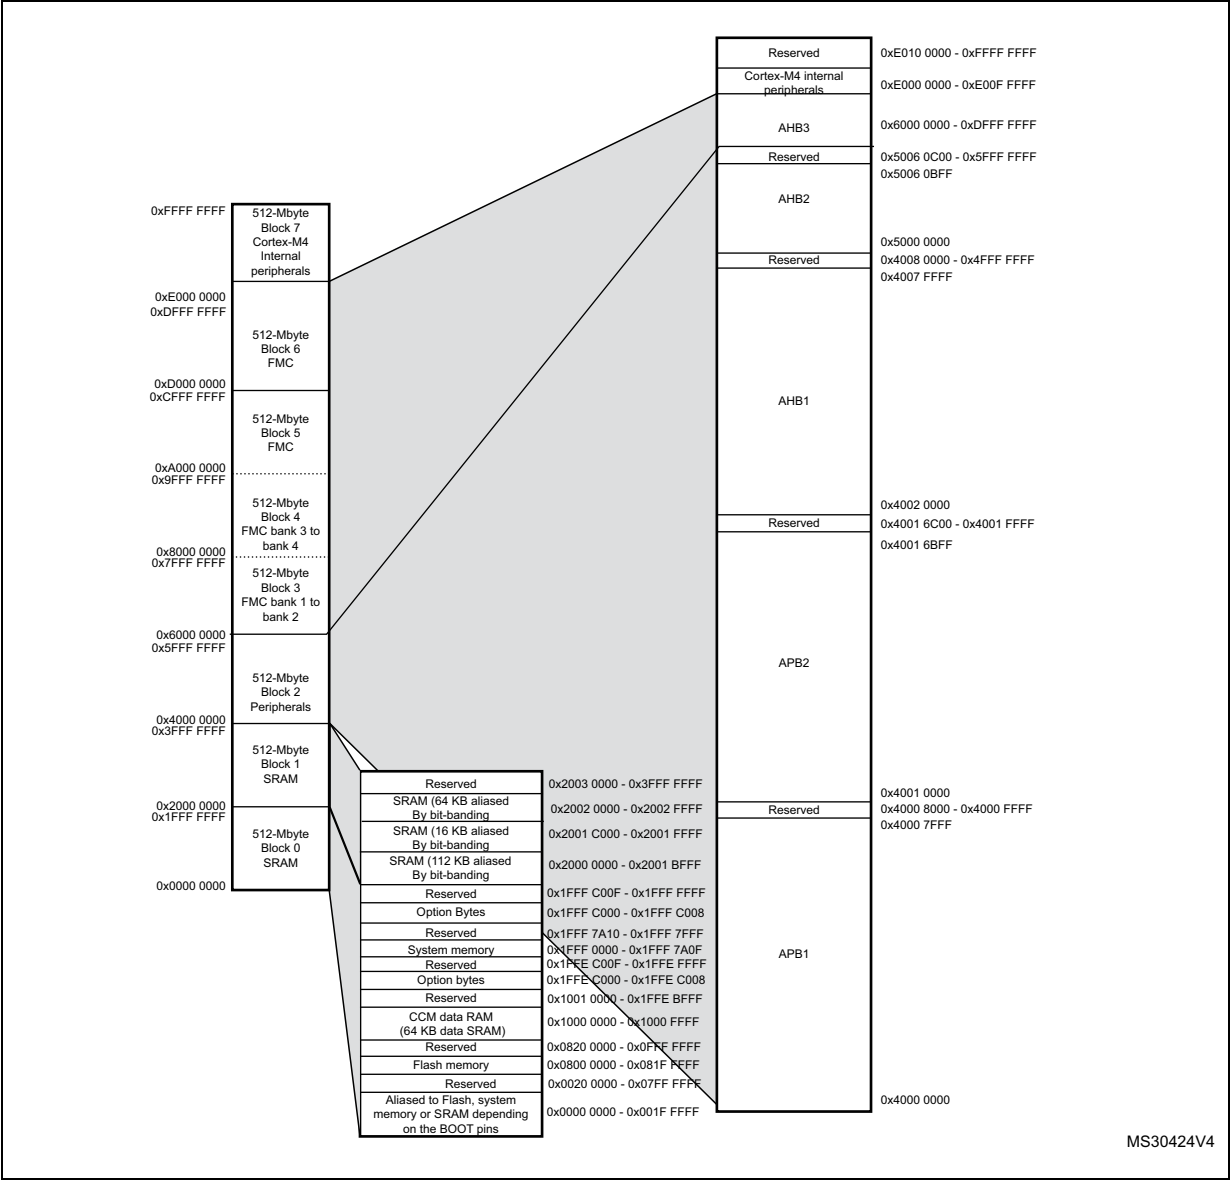 0xFFFF FFFF
512-Mbyte
Block 7
Cortex-M4
Internal
peripherals
0xE000 0000
0xDFFF FFFF
512-Mbyte
Block 6
FMC
0xD000 0000
0xCFFF FFFF
512-Mbyte
Block 5
FMC
0xA000 0000
0x9FFF FFFF
512-Mbyte
Block 4
FMC bank 3 to
bank 4
0x8000 0000
0x7FFF FFFF
512-Mbyte
Block 3
FMC bank 1 to
bank 2
0x6000 0000
0x5FFF FFFF
512-Mbyte
Block 2
Peripherals
0x4000 0000
0x3FFF FFFF
512-Mbyte
Block 1
SRAM
0x2000 0000
0x1FFF FFFF
512-Mbyte
Block 0
SRAM
0x0000 0000
Reserved 0x2003 0000 - 0x3FFF FFFF
SRAM (64 KB aliased
By bit-banding
0x2002 0000 - 0x2002 FFFF
SRAM (16 KB aliased
By bit-banding
0x2001 C000 - 0x2001 FFFF
SRAM (112 KB aliased
By bit-banding
0x2000 0000 - 0x2001 BFFF
Reserved 0x1FFF C00F - 0x1FFF FFFF
Option Bytes 0x1FFF C000 - 0x1FFF C008
Reserved 0x1FFF 7A10 - 0x1FFF 7FFF
System memory 0x1FFF 0000 - 0x1FFF 7A0F
Reserved 0x1FFE C00F - 0x1FFE FFFF
Option bytes 0x1FFE C000 - 0x1FFE C008
Reserved 0x1001 0000 - 0x1FFE BFFF
CCM data RAM
(64 KB data SRAM)
0x1000 0000 - 0x1000 FFFF
Reserved 0x0820 0000 - 0x0FFF FFFF
Flash memory 0x0800 0000 - 0x081F FFFF
Reserved 0x0020 0000 - 0x07FF FFFF
Aliased to Flash, system
memory or SRAM depending
on the BOOT pins
0x0000 0000 - 0x001F FFFF
Reserved 0xE010 0000 - 0xFFFF FFFF
Cortex-M4 internal
peripherals
0xE000 0000 - 0xE00F FFFF
AHB3 0x6000 0000 - 0xDFFF FFFF
Reserved 0x5006 0C00 - 0x5FFF FFFF
0x5006 0BFF
AHB2
0x5000 0000
Reserved 0x4008 0000 - 0x4FFF FFFF
0x4007 FFFF
AHB1
0x4002 0000
Reserved 0x4001 6C00 - 0x4001 FFFF
0x4001 6BFF
APB2
0x4001 0000
Reserved 0x4000 8000 - 0x4000 FFFF
0x4000 7FFF
APB1
0x4000 0000
MS30424V4